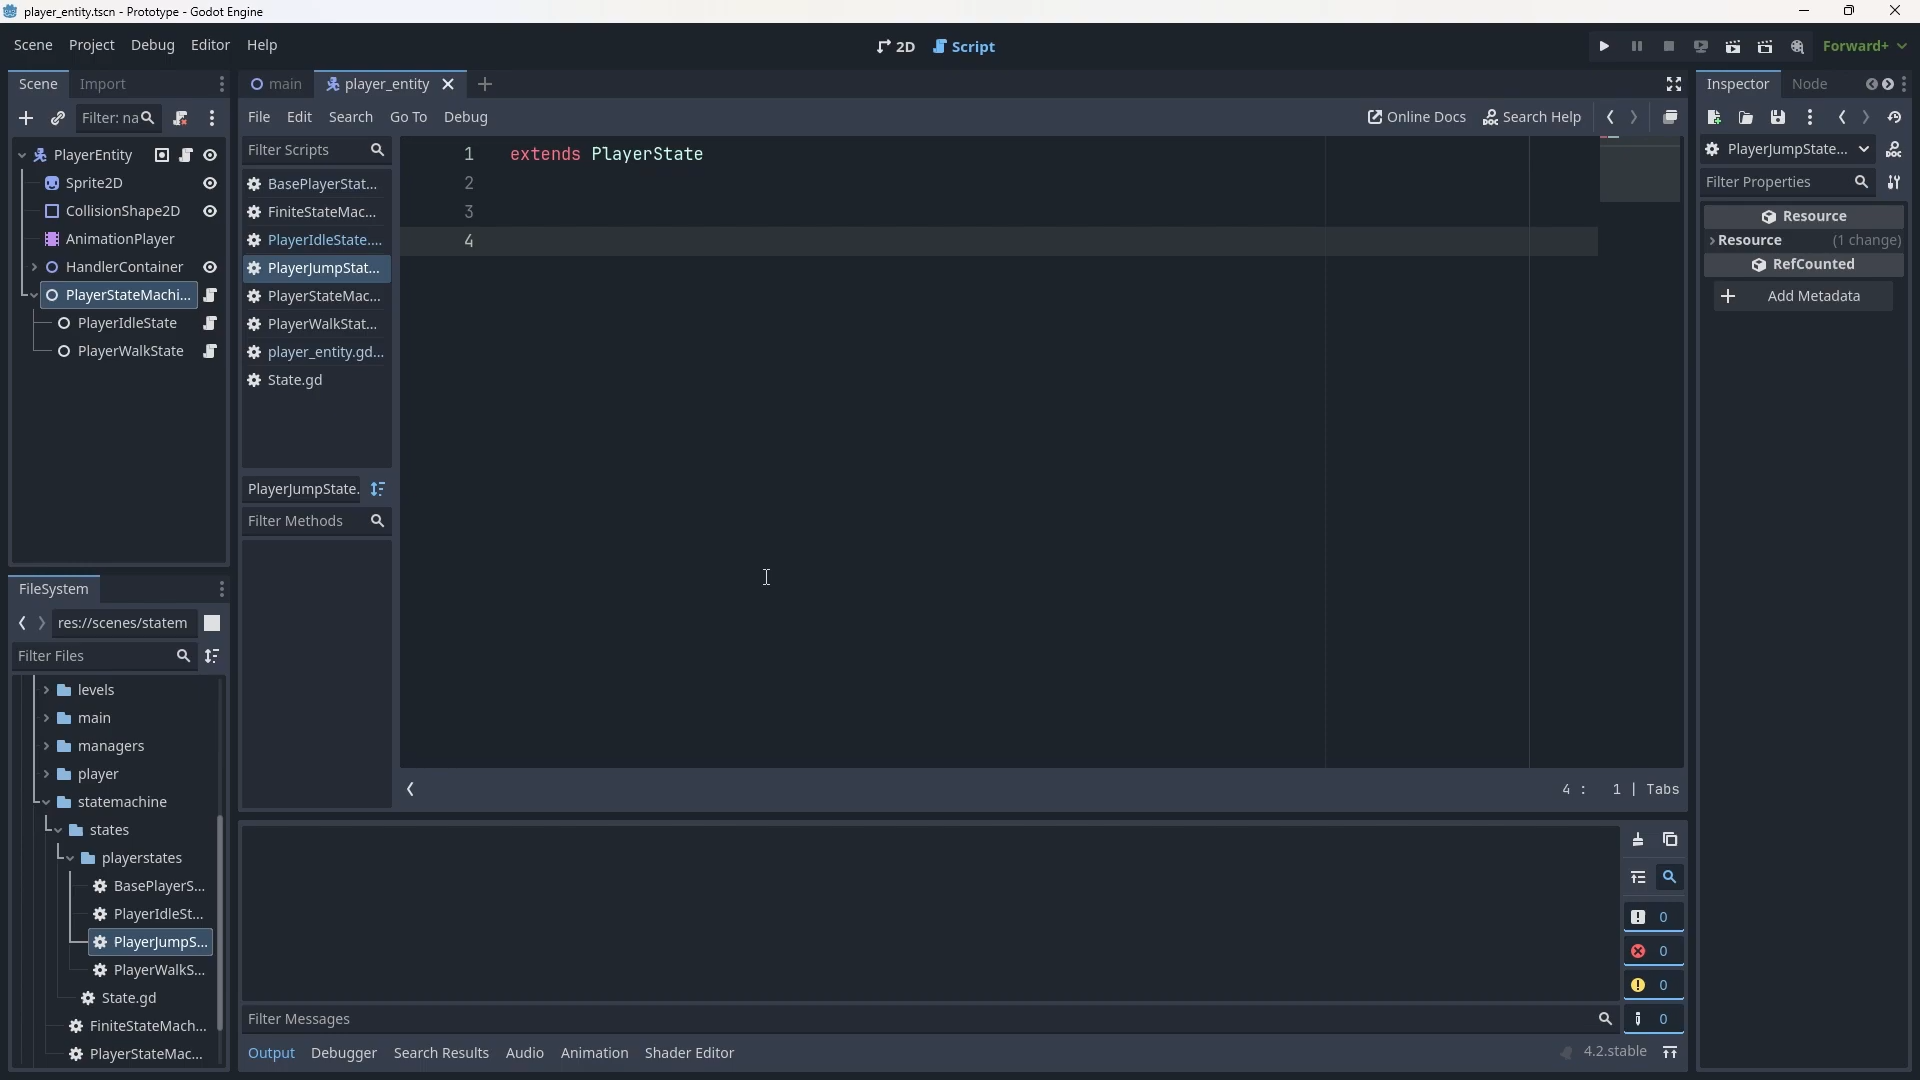 player_entity.tscn - Prototype - Godot Engine
Scene Project Debug Editor Help
2D Script
Forward+
Scene Import
main player_entity
Inspector Node
Filter: na
File Edit Search Go To Debug
Online Docs Search Help
PlayerEntity
Sprite2D
CollisionShape2D
AnimationPlayer
HandlerContainer
PlayerStateMachi...
PlayerIdleState
PlayerWalkState
Filter Scripts
BasePlayerStat...
FiniteStateMac...
PlayerIdleState....
PlayerJumpStat...
PlayerStateMac...
PlayerWalkStat...
player_entity.gd...
State.gd
PlayerJumpState.
Filter Methods
1 extends PlayerState
2
3
4
4 : 1 | Tabs
PlayerJumpState...
Filter Properties
Resource
Resource (1 change)
RefCounted
Add Metadata
FileSystem
res://scenes/statem
Filter Files
levels
main
managers
player
statemachine
states
playerstates
BasePlayerS...
PlayerIdleSt...
PlayerJumpS...
PlayerWalkS...
State.gd
FiniteStateMach...
PlayerStateMac...
0
0
0
0
Filter Messages
Output Debugger Search Results Audio Animation Shader Editor
4.2.stable